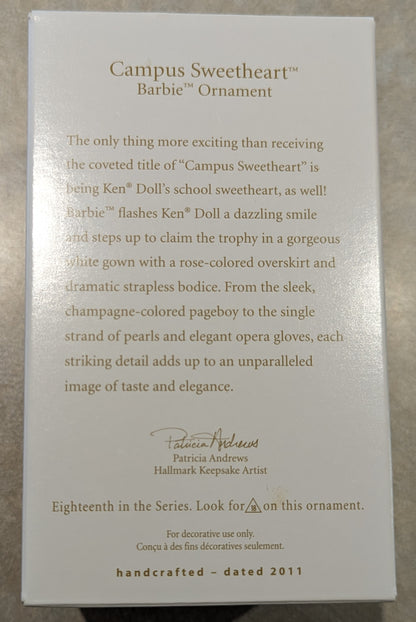 Campus Sweetheart™
Barbie™ Ornament
The only thing more exciting than receiving
the coveted title of “Campus Sweetheart” is
being Ken® Doll’s school sweetheart, as well!
Barbie™ flashes Ken® Doll a dazzling smile
and steps up to claim the trophy in a gorgeous
white gown with a rose-colored overskirt and
dramatic strapless bodice. From the sleek,
champagne-colored pageboy to the single
strand of pearls and elegant opera gloves, each
striking detail adds up to an unparalleled
image of taste and elegance.
Patricia Andrews
Patricia Andrews
Hallmark Keepsake Artist
Eighteenth in the Series. Look for on this ornament.
For decorative use only.
Conçu à des fins décoratives seulement.
handcrafted – dated 2011